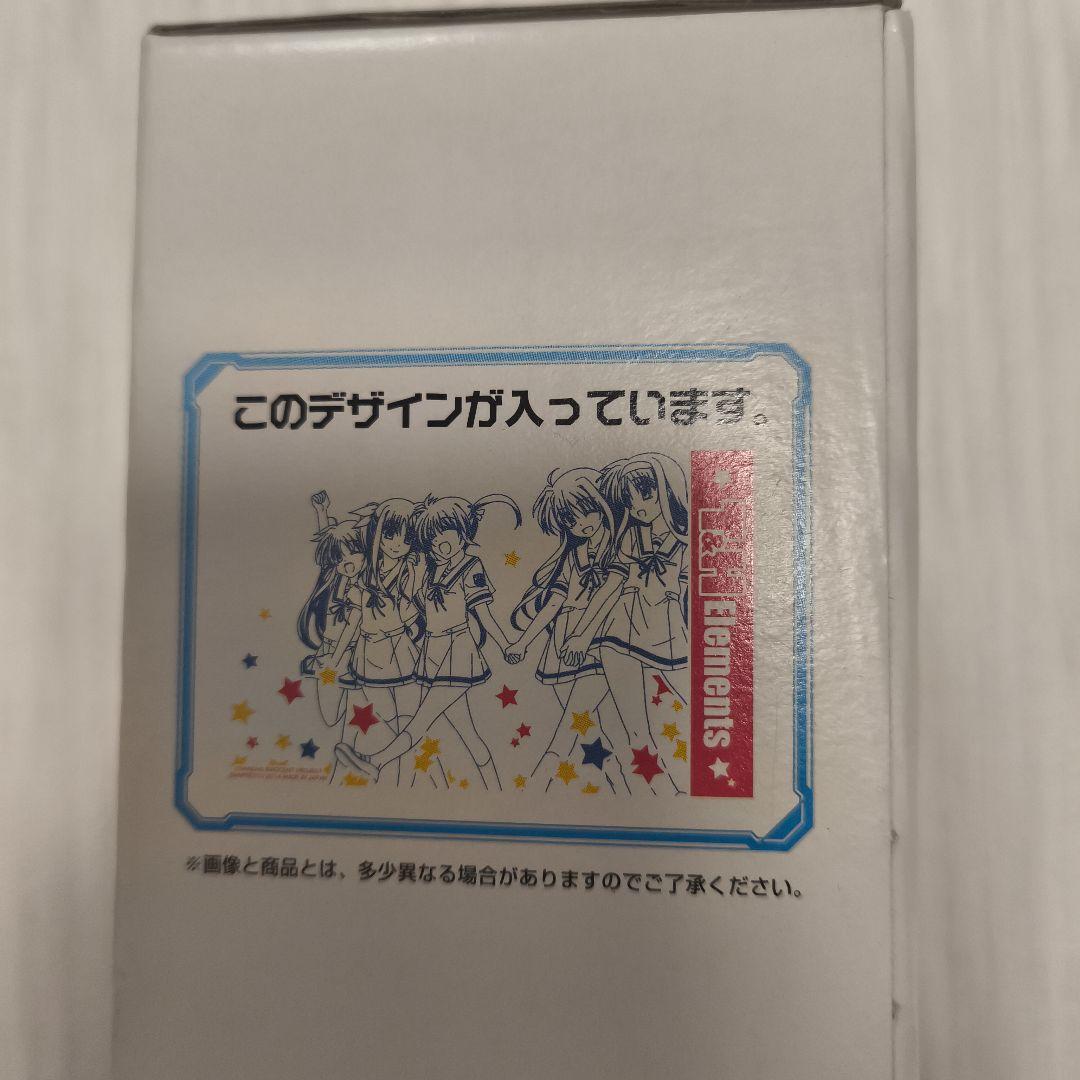 このデザインが入っています。
& Elements
※画像と商品とは、多少異なる場合がありますのでご了承ください。